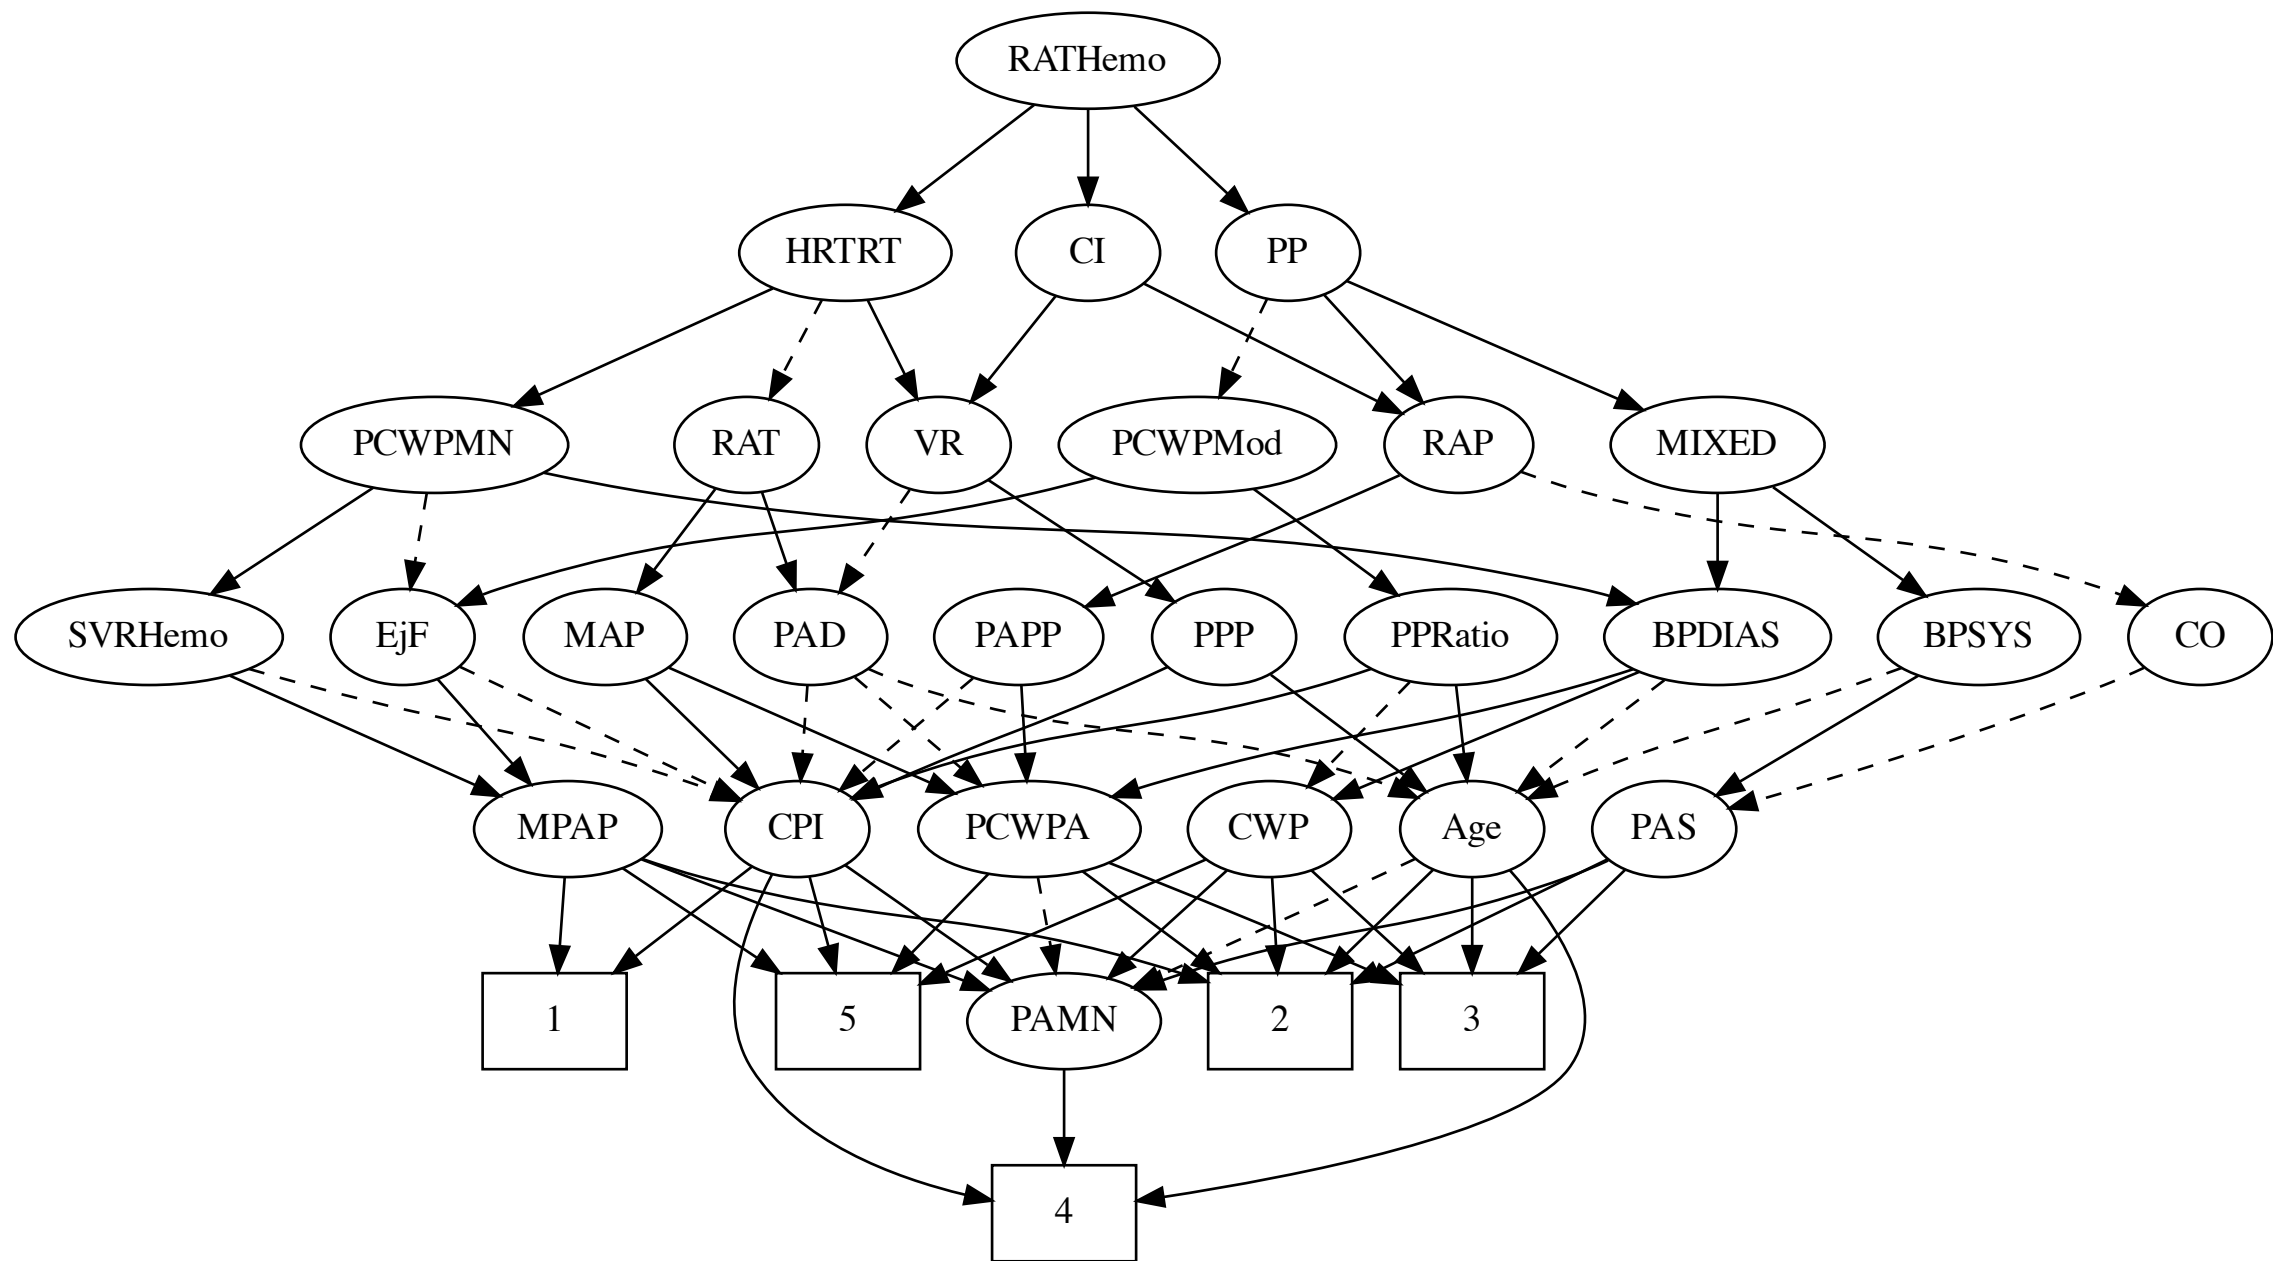 RATHemo
HRTRT
CI
PP
PCWPMN
RAT
VR
PCWPMod
RAP
MIXED
SVRHemo
EjF
MAP
PAD
PAPP
PPP
PPRatio
BPDIAS
BPSYS
CO
MPAP
CPI
PCWPA
CWP
Age
PAS
1
5
PAMN
2
3
4